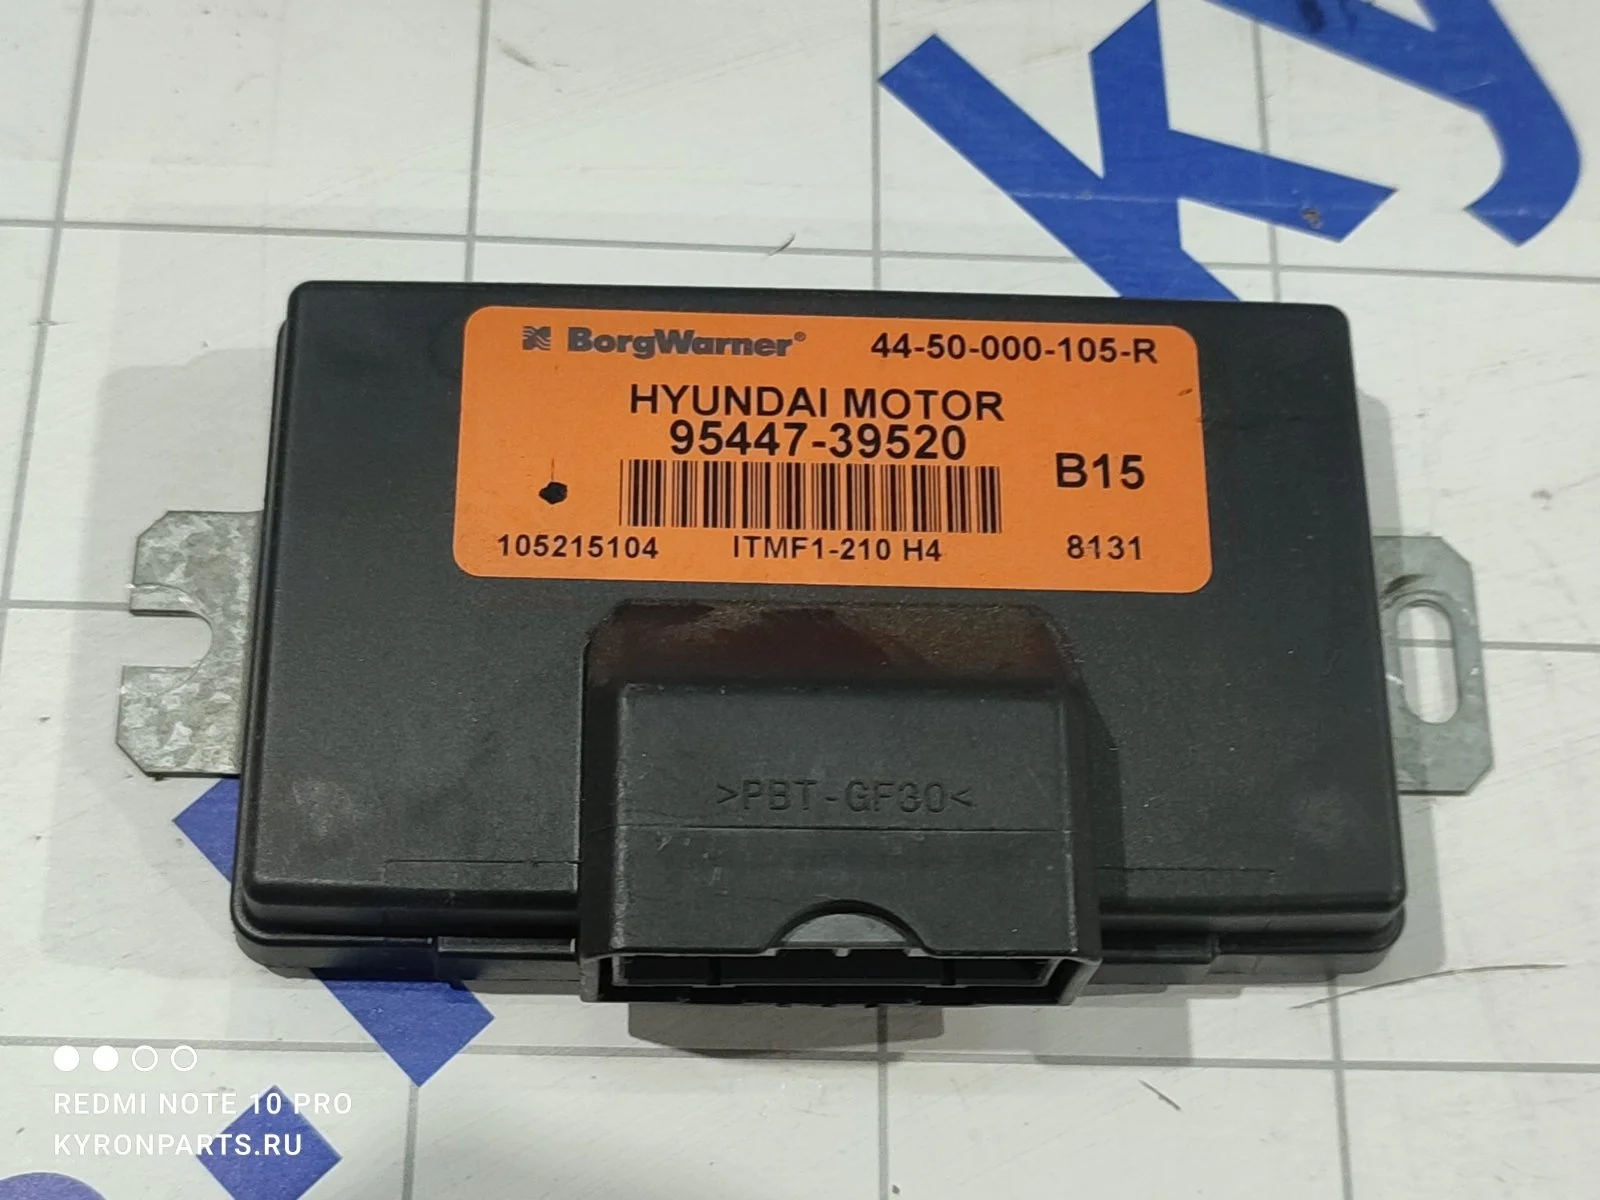 Ky
BorgWarner® 44-50-000-105-R
HYUNDAI MOTOR
95447-39520
B15
105215104 ITMF1-210 H4 8131
>PBT-GF30<
REDMI NOTE 10 PRO
KYRONPARTS.RU